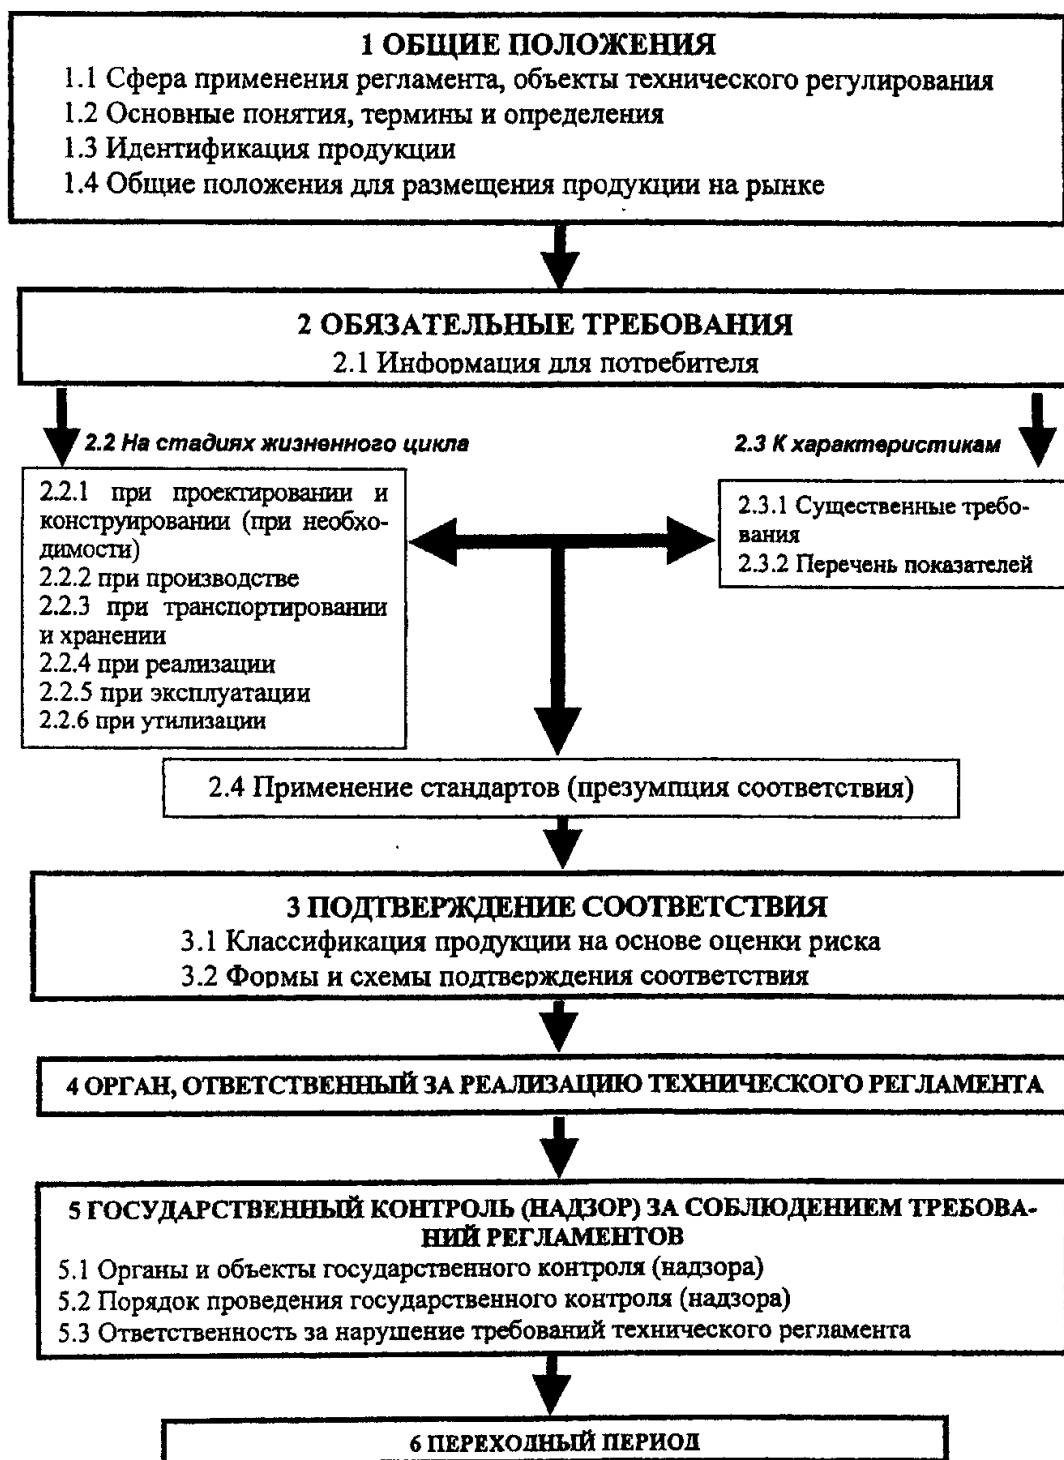 1 ОБЩИЕ ПОЛОЖЕНИЯ
1.1 Сфера применения регламента, объекты технического регулирования
1.2 Основные понятия, термины и определения
1.3 Идентификация продукции
1.4 Общие положения для размещения продукции на рынке
2 ОБЯЗАТЕЛЬНЫЕ ТРЕБОВАНИЯ
2.1 Информация для потребителя
2.2 На стадиях жизненного цикла
2.2.1 при проектировании и
конструировании (при необхо-
димости)
2.2.2 при производстве
2.2.3 при транспортировании
и хранении
2.2.4 при реализации
2.2.5 при эксплуатации
2.2.6 при утилизации
2.3 К характеристикам
2.3.1 Существенные требо-
вания
2.3.2 Перечень показателей
2.4 Применение стандартов (презумпция соответствия)
3 ПОДТВЕРЖДЕНИЕ СООТВЕТСТВИЯ
3.1 Классификация продукции на основе оценки риска
3.2 Формы и схемы подтверждения соответствия
4 ОРГАН, ОТВЕТСТВЕННЫЙ ЗА РЕАЛИЗАЦИЮ ТЕХНИЧЕСКОГО РЕГЛАМЕНТА
5 ГОСУДАРСТВЕННЫЙ КОНТРОЛЬ (НАДЗОР) ЗА СОБЛЮДЕНИЕМ ТРЕБОВА-
НИЙ РЕГЛАМЕНТОВ
5.1 Органы и объекты государственного контроля (надзора)
5.2 Порядок проведения государственного контроля (надзора)
5.3 Ответственность за нарушение требований технического регламента
6 ПЕРЕХОДНЫЙ ПЕРИОД